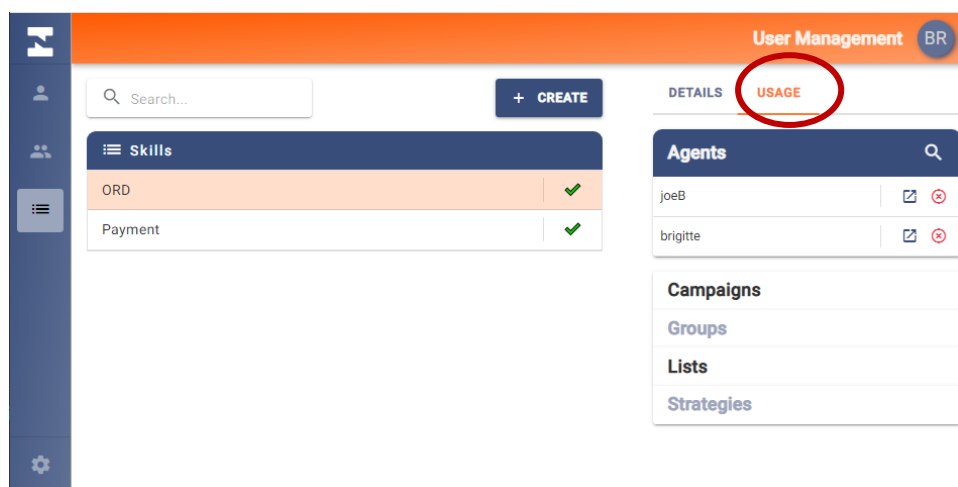 User Management BR
Search...
+ CREATE
DETAILS USAGE
Skills
ORD
Payment
Agents
joeB
brigitte
Campaigns
Groups
Lists
Strategies